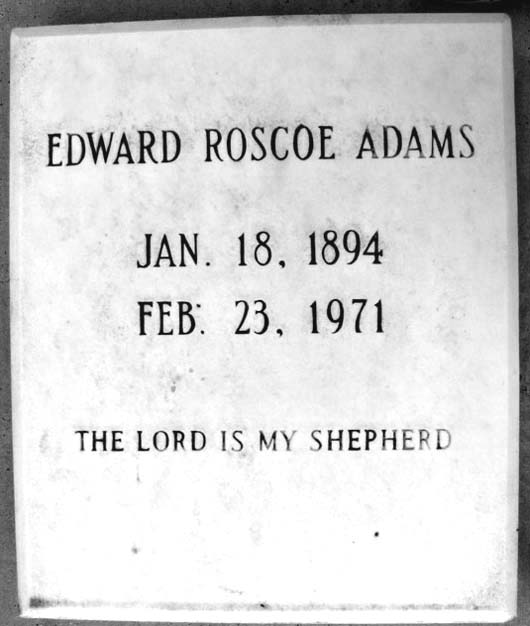 EDWARD ROSCOE ADAMS
JAN. 18, 1894
FEB. 23, 1971
THE LORD IS MY SHEPHERD